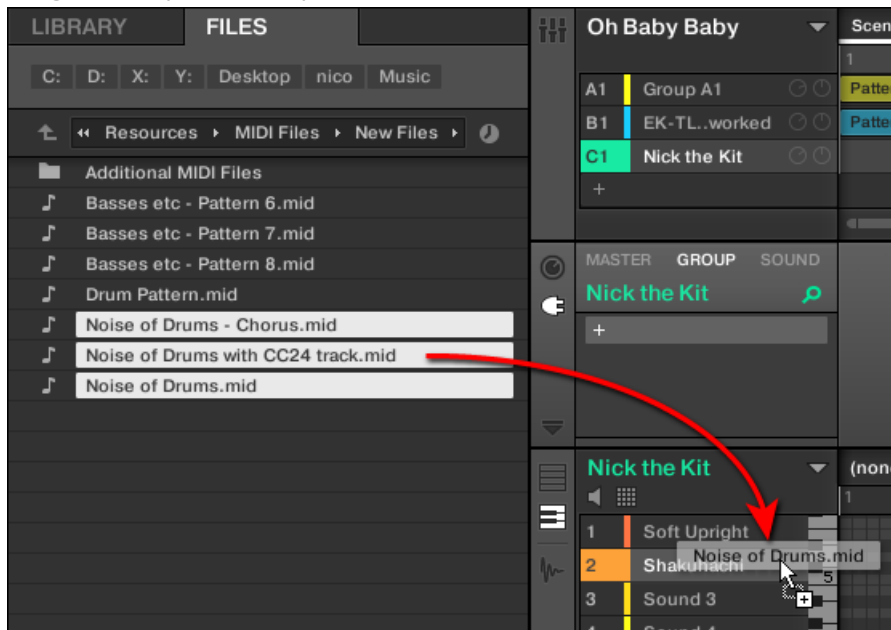 LIBRARY FILES
C: D: X: Y: Desktop nico Music
Resources MIDI Files New Files
Additional MIDI Files
Basses etc - Pattern 6.mid
Basses etc - Pattern 7.mid
Basses etc - Pattern 8.mid
Drum Pattern.mid
Noise of Drums - Chorus.mid
Noise of Drums with CC24 track.mid
Noise of Drums.mid
Oh Baby Baby
Scen
1
A1 Group A1
Patte
B1 EK-TL..worked
Patte
C1 Nick the Kit
+
MASTER GROUP SOUND
Nick the Kit
+
Nick the Kit
(non
1
1 Soft Upright
Noise of Drums.mid
2 Shakuhachi
5
3 Sound 3